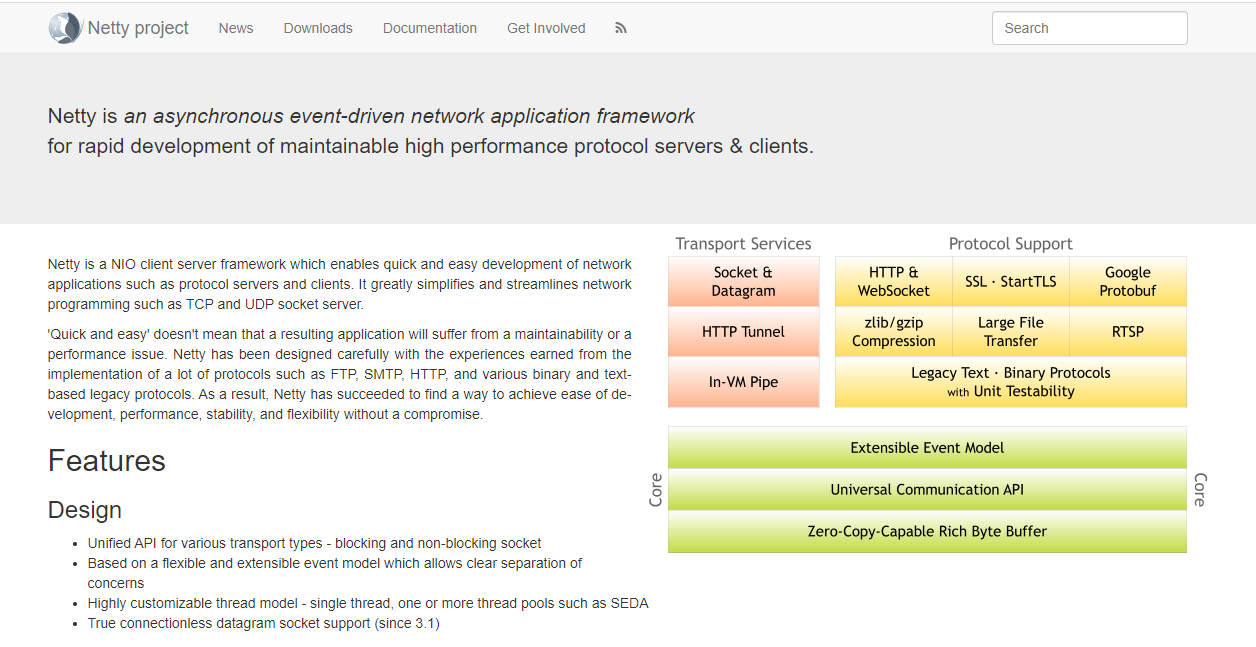 Netty project
News
Downloads
Documentation
Get Involved
Search
Netty is an asynchronous event-driven network application framework
for rapid development of maintainable high performance protocol servers & clients.
Netty is a NIO client server framework which enables quick and easy development of network
applications such as protocol servers and clients. It greatly simplifies and streamlines network
programming such as TCP and UDP socket server.
'Quick and easy' doesn't mean that a resulting application will suffer from a maintainability or a
performance issue. Netty has been designed carefully with the experiences earned from the
implementation of a lot of protocols such as FTP, SMTP, HTTP, and various binary and text-
based legacy protocols. As a result, Netty has succeeded to find a way to achieve ease of de-
velopment, performance, stability, and flexibility without a compromise.
Features
Design
• Unified API for various transport types - blocking and non-blocking socket
• Based on a flexible and extensible event model which allows clear separation of
concerns
• Highly customizable thread model - single thread, one or more thread pools such as SEDA
• True connectionless datagram socket support (since 3.1)
Transport Services
Socket &
Datagram
HTTP Tunnel
In-VM Pipe
Protocol Support
HTTP &
WebSocket
SSL · StartTLS
Google
Protobuf
zlib/gzip
Compression
Large File
Transfer
RTSP
Legacy Text · Binary Protocols
with Unit Testability
Core
Extensible Event Model
Universal Communication API
Zero-Copy-Capable Rich Byte Buffer
Core